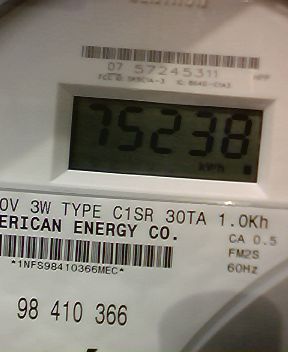 07 57245311
75238
kWh
0V 3W TYPE C1SR 30TA 1.0Kh
ERICAN ENERGY CO.
CA 0.5
FM2S
*1NFS98410366MEC*
60Hz
98 410 366